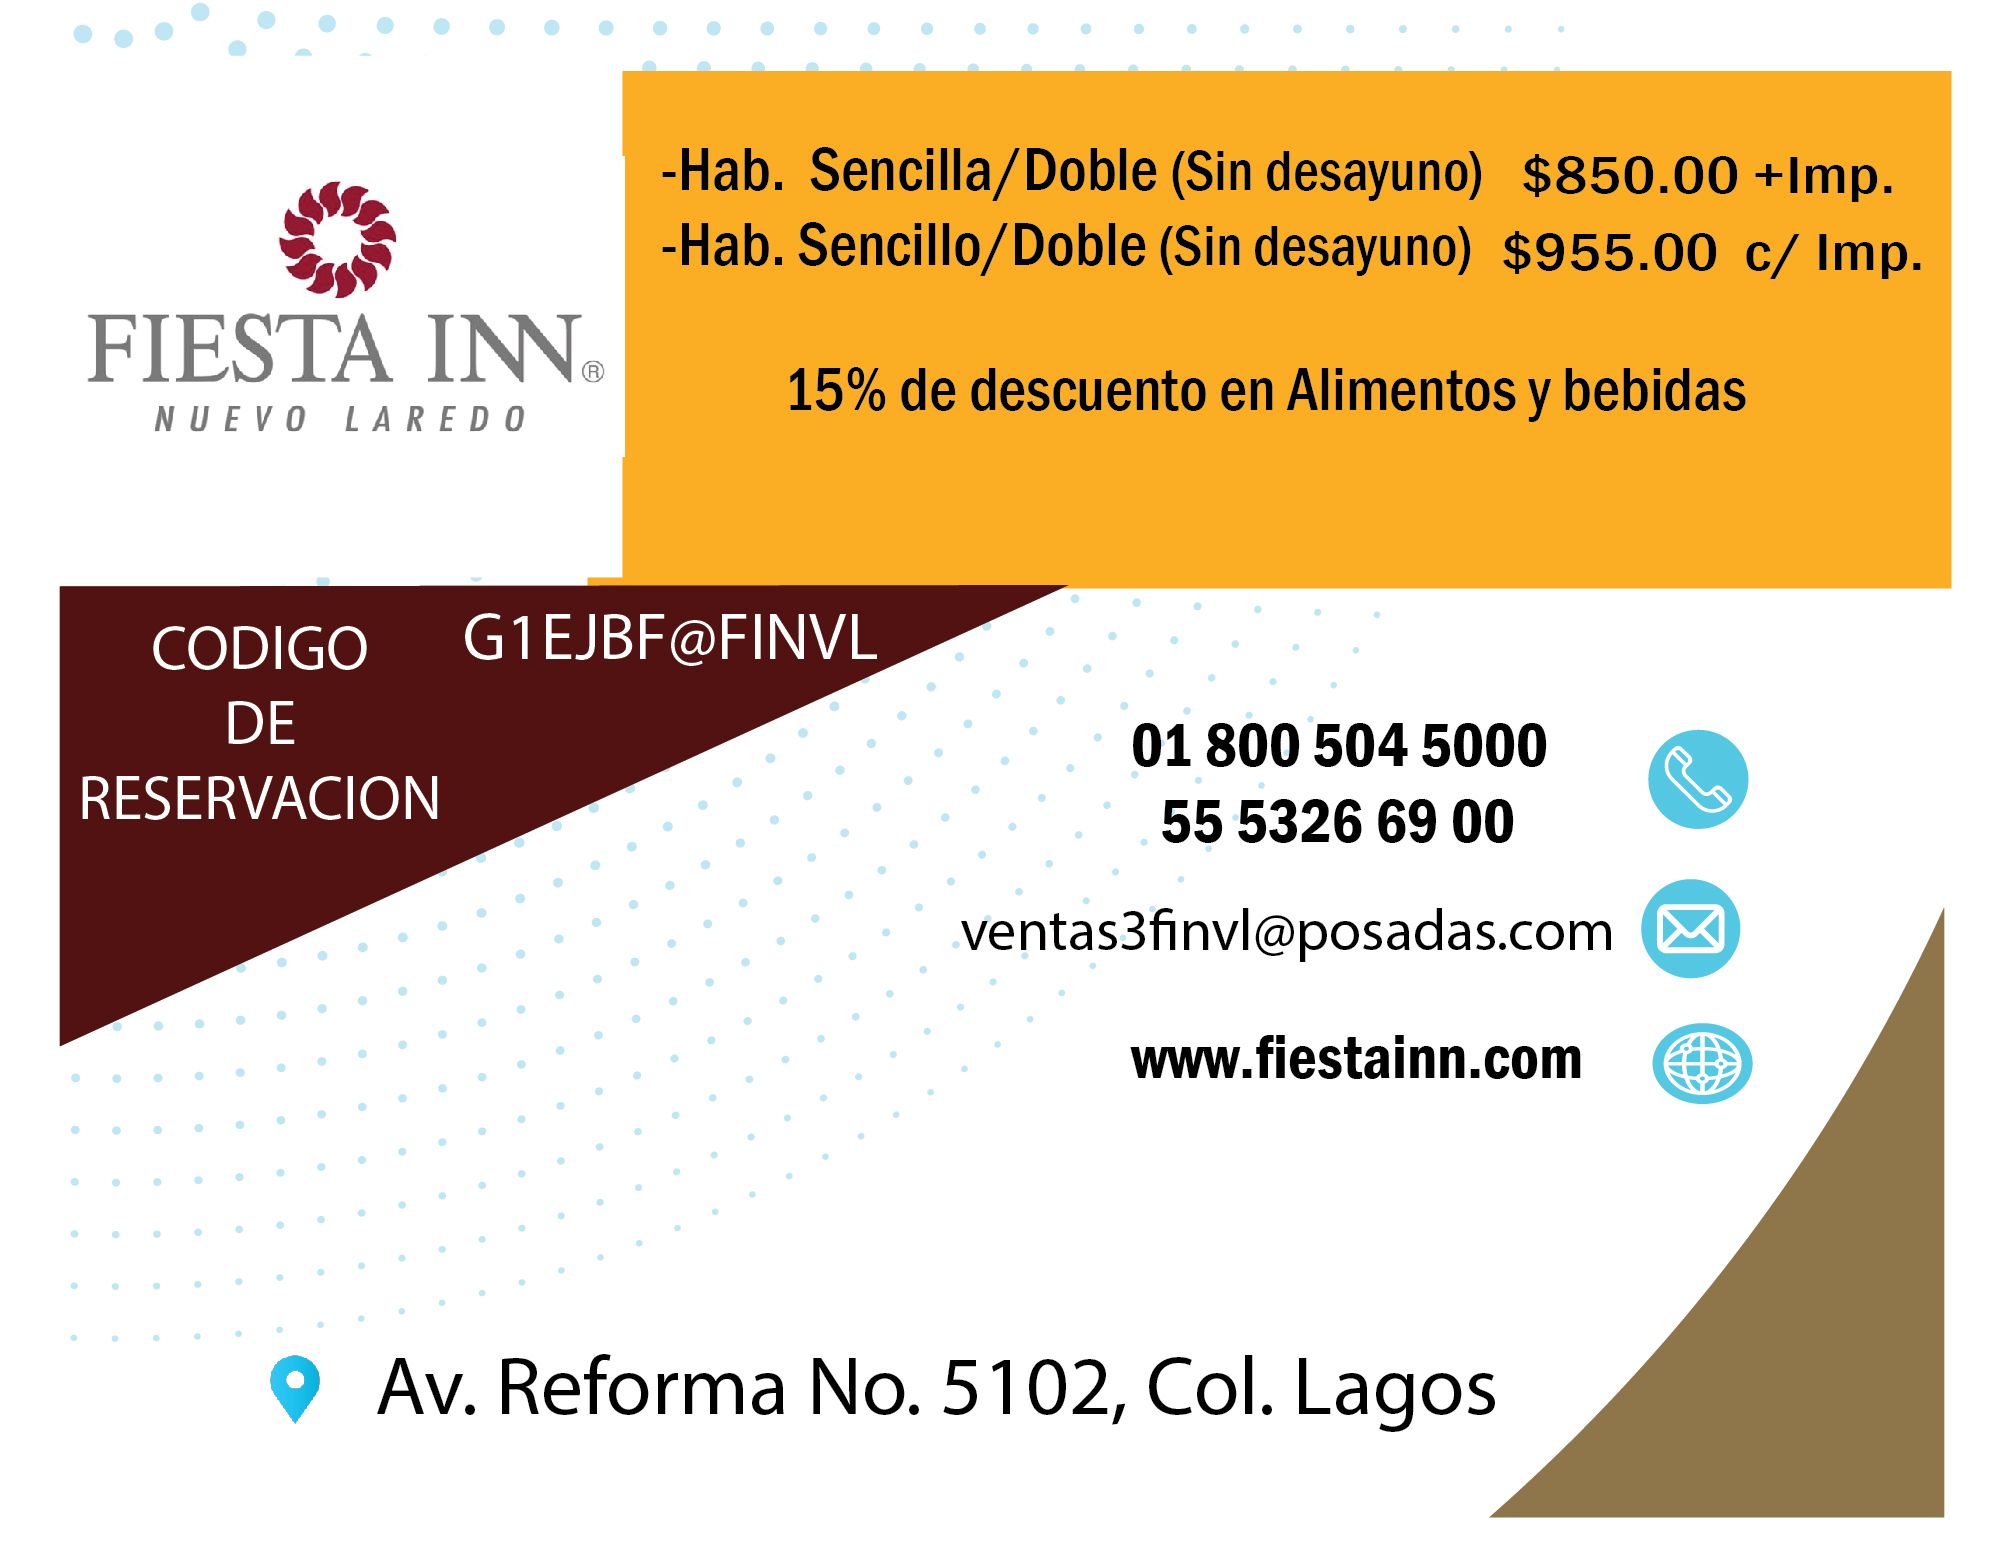 -Hab. Sencilla/Doble (Sin desayuno) $850.00 +Imp.
-Hab. Sencillo/Doble (Sin desayuno) $955.00 c/ Imp.
FIESTA INN®
NUEVO LAREDO
15% de descuento en Alimentos y bebidas
CODIGO
DE
RESERVACION
G1EJBF@FINVL
01 800 504 5000
55 5326 69 00
ventas3finvl@posadas.com
www.fiestainn.com
Av. Reforma No. 5102, Col. Lagos